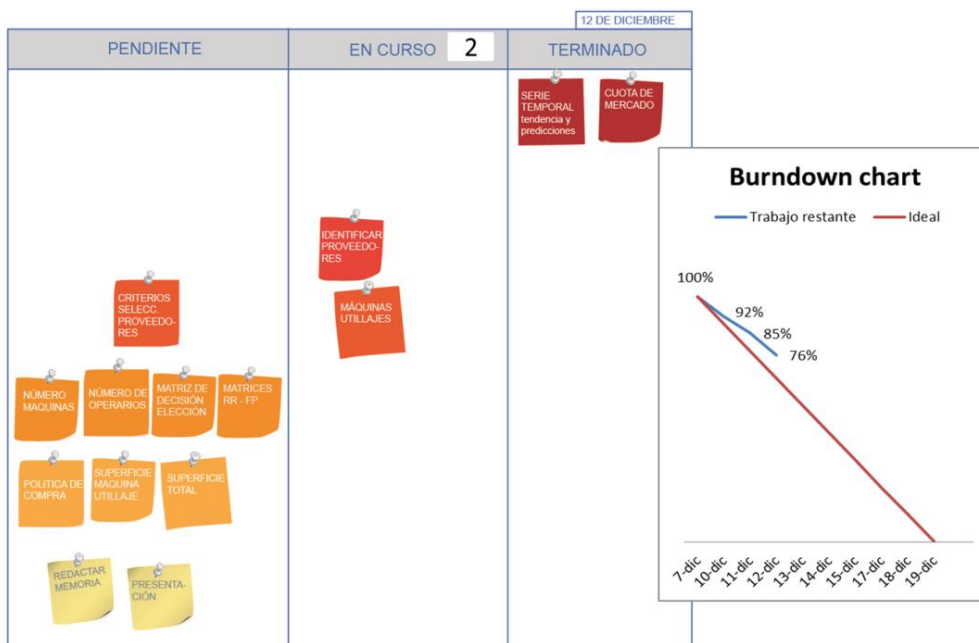 12 DE DICIEMBRE
PENDIENTE
EN CURSO 2
TERMINADO
SERIE
TEMPORAL
tendencia y
predicciones
CUOTA DE
MERCADO
IDENTIFICAR
PROVEEDO-
RES
MÁQUINAS
UTILLAJES
CRITERIOS
SELECC.
PROVEEDO-
RES
NÚMERO
MAQUINAS
NÚMERO DE
OPERARIOS
MATRIZ DE
DECISIÓN
ELECCIÓN
MATRICES
RR - FP
POLÍTICA DE
COMPRA
SUPERFICIE
MAQUINA
UTILLAJE
SUPERFICIE
TOTAL
REDACTAR
MEMORIA
PRESENTA-
CIÓN
Burndown chart
Trabajo restante
Ideal
100%
92%
85%
76%
7-dic
10-dic
11-dic
12-dic
13-dic
14-dic
15-dic
17-dic
18-dic
19-dic